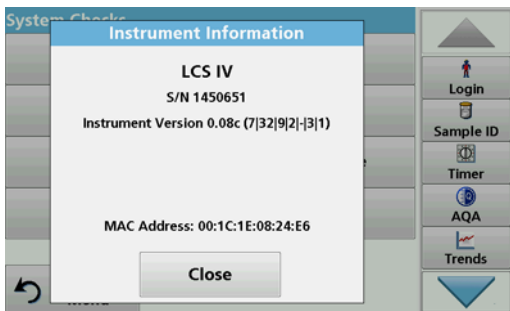 System Checks
Instrument Information
LCS IV
S/N 1450651
Instrument Version 0.08c (7|32|9|2|-|3|1)
MAC Address: 00:1C:1E:08:24:E6
Close
Login
Sample ID
Timer
AQA
Trends